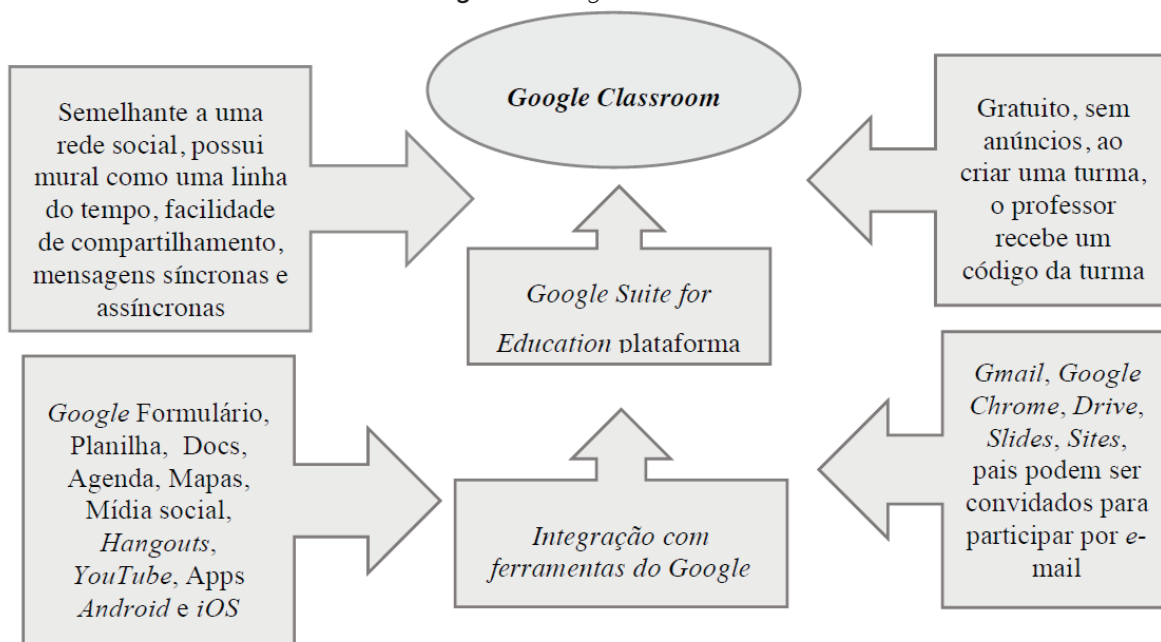 Google Classroom
Semelhante a uma
rede social, possui
mural como uma linha
do tempo, facilidade
de compartilhamento,
mensagens síncronas e
assíncronas
Gratuito, sem
anúncios, ao
criar uma turma,
o professor
recebe um
código da turma
Google Suite for
Education plataforma
Google Formulário,
Planilha, Docs,
Agenda, Mapas,
Mídia social,
Hangouts,
YouTube, Apps
Android e iOS
Integração com
ferramentas do Google
Gmail, Google
Chrome, Drive,
Slides, Sites,
pais podem ser
convidados para
participar por e-
mail